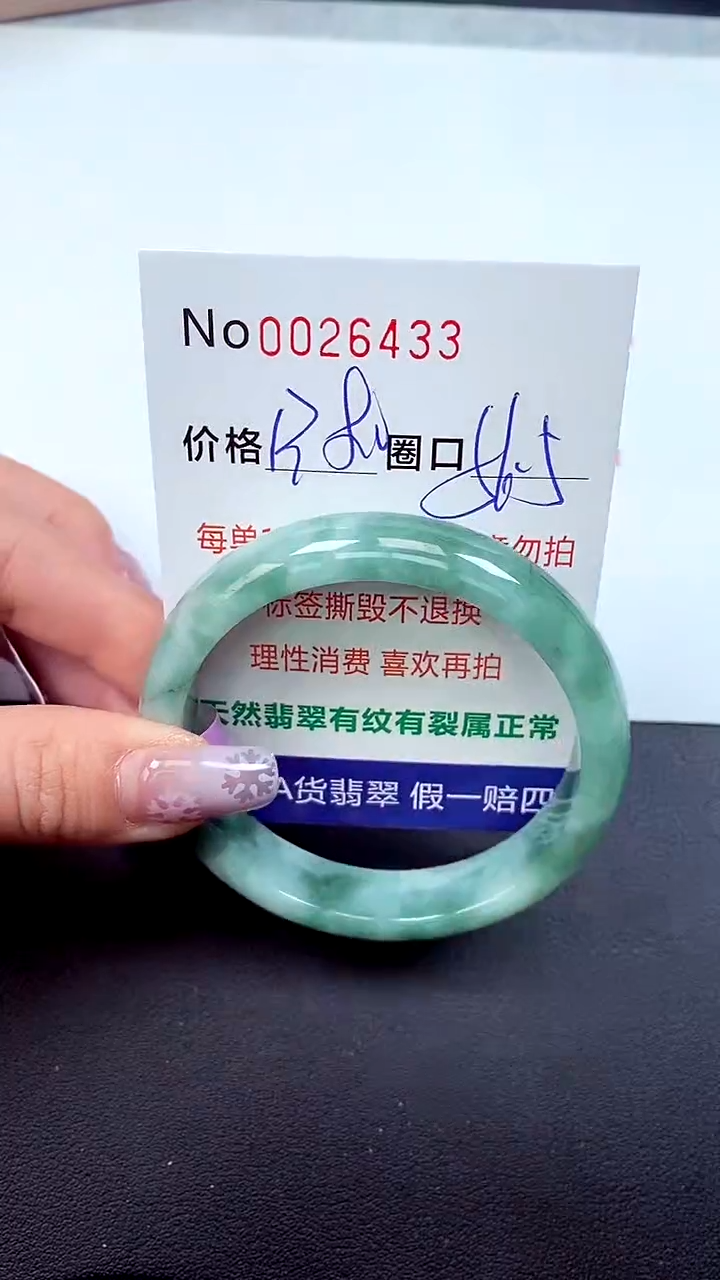 No 0026433
价格 圈口
每单 勿拍
标签撕毁不退换
理性消费 喜欢再拍
天然翡翠有纹有裂属正常
A货翡翠 假一赔四